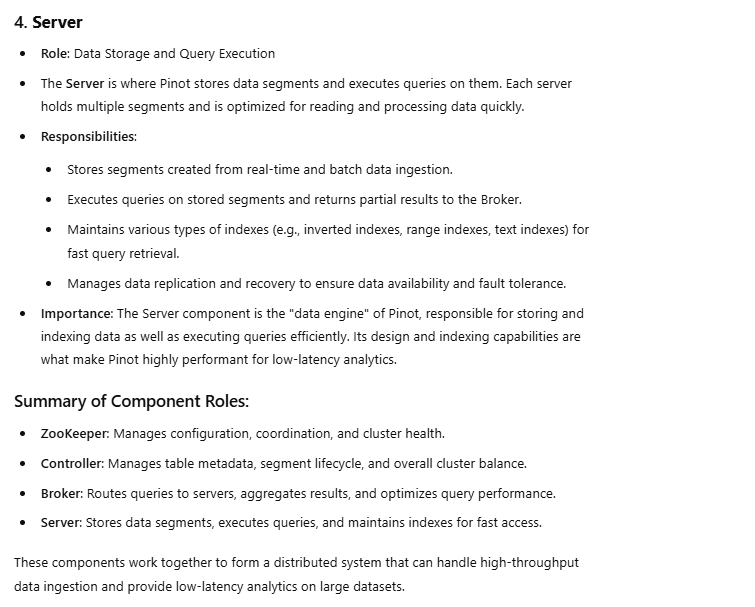 4. Server
Role: Data Storage and Query Execution
The Server is where Pinot stores data segments and executes queries on them. Each server
holds multiple segments and is optimized for reading and processing data quickly.
Responsibilities:
Stores segments created from real-time and batch data ingestion.
Executes queries on stored segments and returns partial results to the Broker.
Maintains various types of indexes (e.g., inverted indexes, range indexes, text indexes) for
fast query retrieval.
Manages data replication and recovery to ensure data availability and fault tolerance.
Importance: The Server component is the "data engine" of Pinot, responsible for storing and
indexing data as well as executing queries efficiently. Its design and indexing capabilities are
what make Pinot highly performant for low-latency analytics.
Summary of Component Roles:
ZooKeeper: Manages configuration, coordination, and cluster health.
Controller: Manages table metadata, segment lifecycle, and overall cluster balance.
Broker: Routes queries to servers, aggregates results, and optimizes query performance.
Server: Stores data segments, executes queries, and maintains indexes for fast access.
These components work together to form a distributed system that can handle high-throughput
data ingestion and provide low-latency analytics on large datasets.